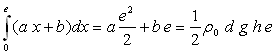 ∫₀ᵉ(a x+b)dx = a e²/2 + b e = 1/2 ρ₀ d g h e